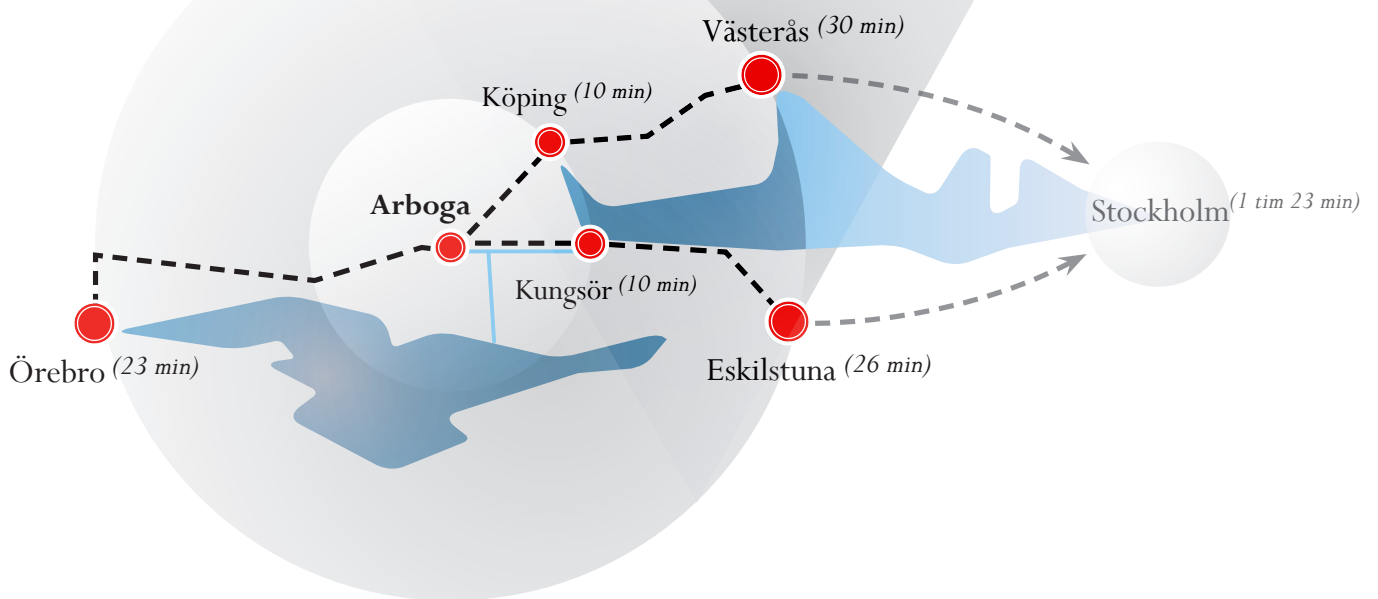 Västerås (30 min)
Köping (10 min)
Arboga
Stockholm (1 tim 23 min)
Kungsör (10 min)
Örebro (23 min)
Eskilstuna (26 min)